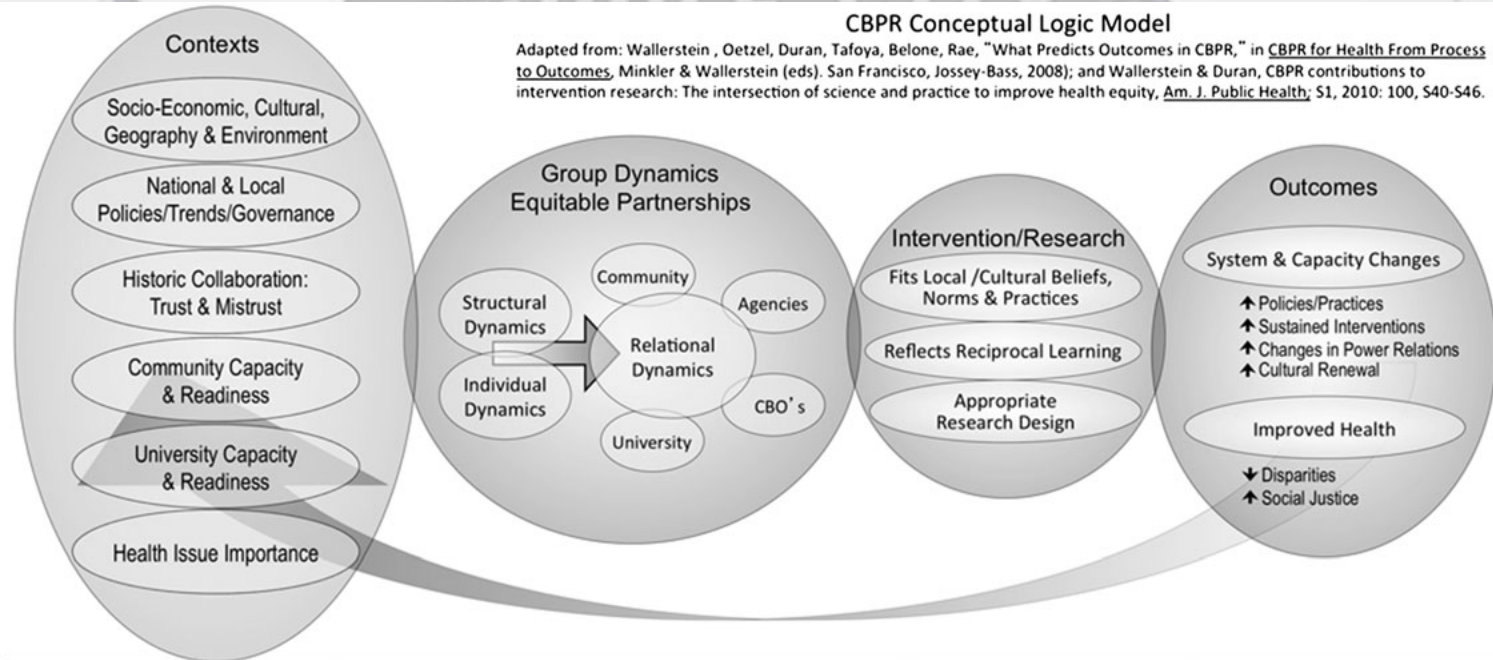 CBPR Conceptual Logic Model
Adapted from: Wallerstein , Oetzel, Duran, Tafoya, Belone, Rae, "What Predicts Outcomes in CBPR," in CBPR for Health From Process
to Outcomes, Minkler & Wallerstein (eds). San Francisco, Jossey-Bass, 2008); and Wallerstein & Duran, CBPR contributions to
intervention research: The intersection of science and practice to improve health equity, Am. J. Public Health; S1, 2010: 100, S40-S46.
Contexts
Socio-Economic, Cultural,
Geography & Environment
National & Local
Policies/Trends/Governance
Historic Collaboration:
Trust & Mistrust
Community Capacity
& Readiness
University Capacity
& Readiness
Health Issue Importance
Group Dynamics
Equitable Partnerships
Structural
Dynamics
Individual
Dynamics
Community
Agencies
Relational
Dynamics
CBO's
University
Intervention/Research
Fits Local /Cultural Beliefs,
Norms & Practices
Reflects Reciprocal Learning
Appropriate
Research Design
Outcomes
System & Capacity Changes
↑ Policies/Practices
↑ Sustained Interventions
↑ Changes in Power Relations
↑ Cultural Renewal
Improved Health
↓ Disparities
↑ Social Justice